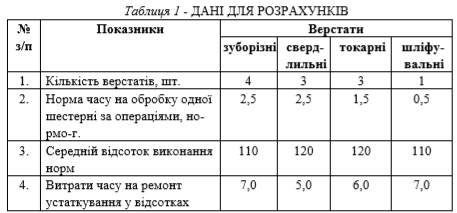 Таблиця 1 - ДАНІ ДЛЯ РОЗРАХУНКІВ
№ з/п Показники Верстати
зуборізні сверд-лильні токарні шліфу-вальні
1. Кількість верстатів, шт. 4 3 3 1
2. Норма часу на обробку одної 2,5 2,5 1,5 0,5
шестерні за операціями, но-
рмо-г.
3. Середній відсоток виконання 110 120 120 110
норм
4. Витрати часу на ремонт 7,0 5,0 6,0 7,0
устаткування у відсотках